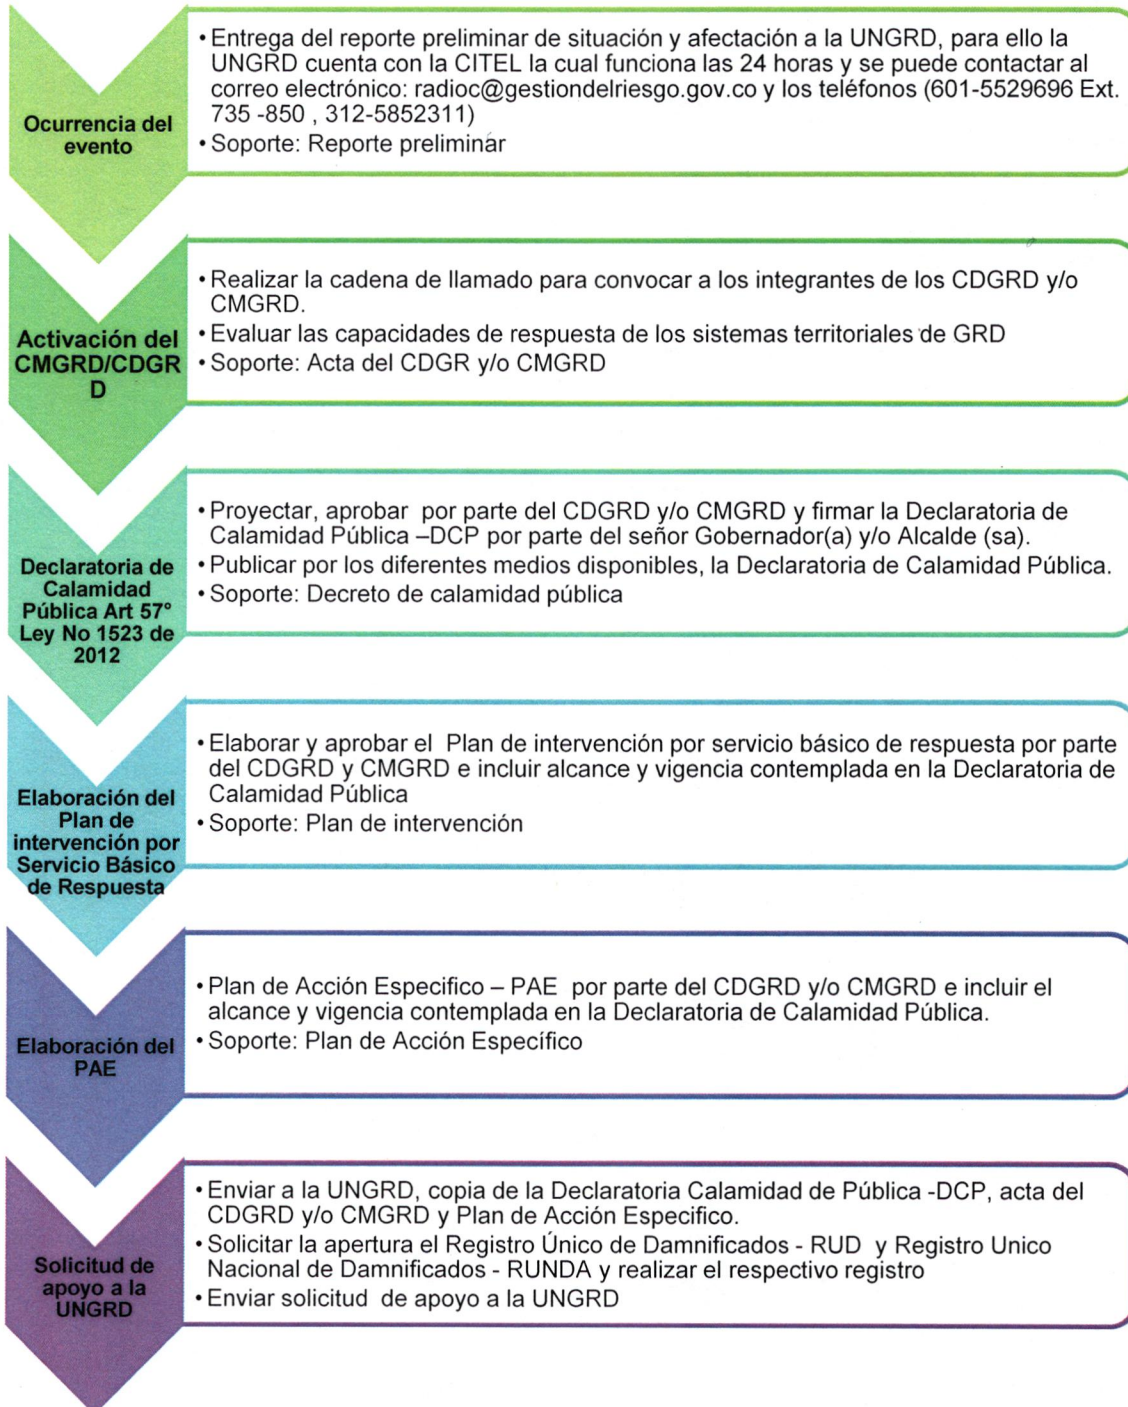 Ocurrencia del
evento
• Entrega del reporte preliminar de situación y afectación a la UNGRD, para ello la
UNGRD cuenta con la CITEL la cual funciona las 24 horas y se puede contactar al
correo electrónico: radioc@gestiondelriesgo.gov.co y los teléfonos (601-5529696 Ext.
735 -850 , 312-5852311)
• Soporte: Reporte preliminar
Activación del
CMGRD/CDGR
D
• Realizar la cadena de llamado para convocar a los integrantes de los CDGRD y/o
CMGRD.
• Evaluar las capacidades de respuesta de los sistemas territoriales de GRD
• Soporte: Acta del CDGR y/o CMGRD
Declaratoria de
Calamidad
Pública Art 57°
Ley No 1523 de
2012
• Proyectar, aprobar por parte del CDGRD y/o CMGRD y firmar la Declaratoria de
Calamidad Pública –DCP por parte del señor Gobernador(a) y/o Alcalde (sa).
• Publicar por los diferentes medios disponibles, la Declaratoria de Calamidad Pública.
• Soporte: Decreto de calamidad pública
Elaboración del
Plan de
intervención por
Servicio Básico
de Respuesta
• Elaborar y aprobar el Plan de intervención por servicio básico de respuesta por parte
del CDGRD y CMGRD e incluir alcance y vigencia contemplada en la Declaratoria de
Calamidad Pública
• Soporte: Plan de intervención
Elaboración del
PAE
• Plan de Acción Especifico – PAE por parte del CDGRD y/o CMGRD e incluir el
alcance y vigencia contemplada en la Declaratoria de Calamidad Pública.
• Soporte: Plan de Acción Específico
Solicitud de
apoyo a la
UNGRD
• Enviar a la UNGRD, copia de la Declaratoria Calamidad de Pública -DCP, acta del
CDGRD y/o CMGRD y Plan de Acción Especifico.
• Solicitar la apertura el Registro Único de Damnificados - RUD y Registro Unico
Nacional de Damnificados - RUNDA y realizar el respectivo registro
• Enviar solicitud de apoyo a la UNGRD